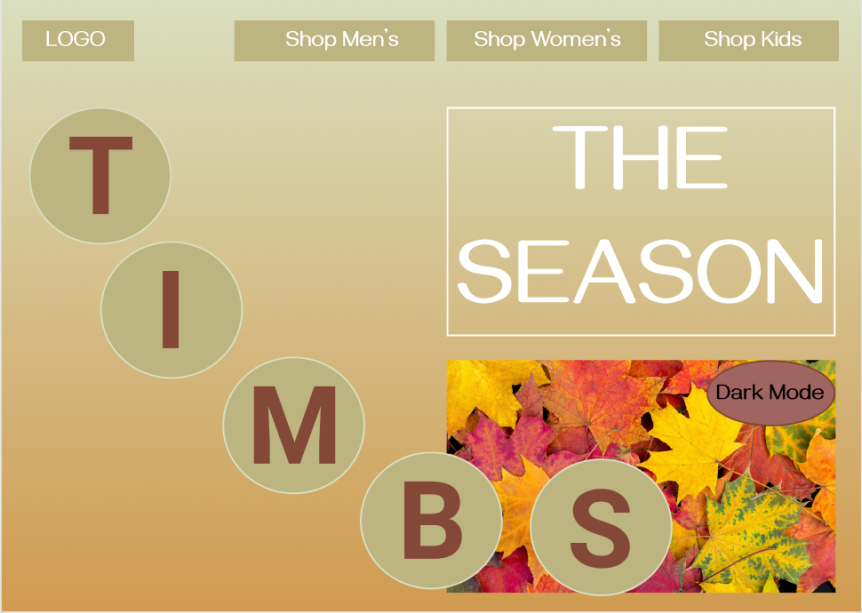 LOGO
Shop Men's
Shop Women's
Shop Kids
T
I
M
B
S
THE
SEASON
Dark Mode